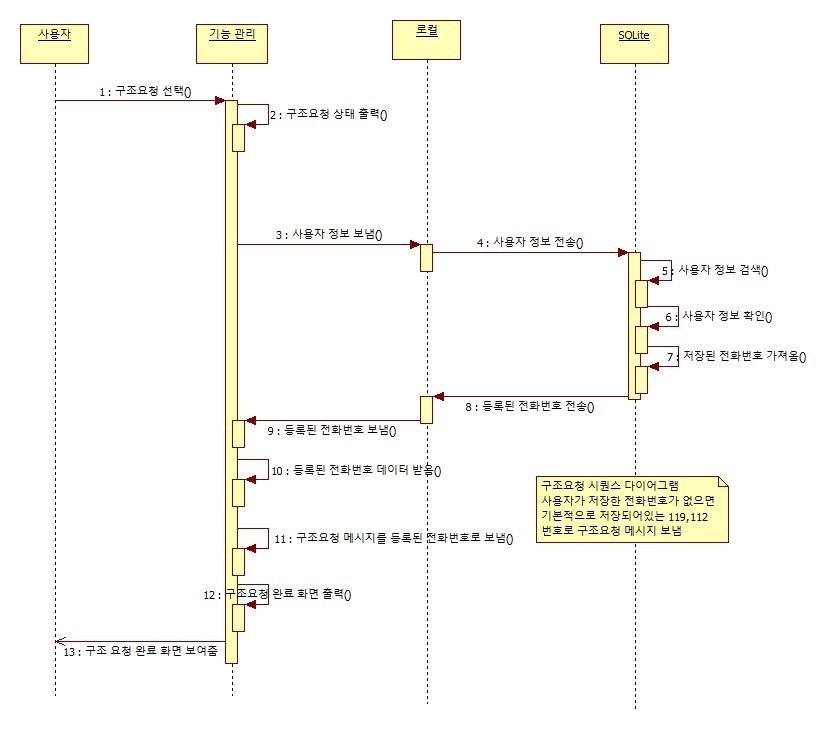 사용자
기능 관리
로컬
SQLite
1 : 구조요청 선택()
2 : 구조요청 상태 출력()
3 : 사용자 정보 보냄()
4 : 사용자 정보 전송()
5 : 사용자 정보 검색()
6 : 사용자 정보 확인()
7 : 저장된 전화번호 가져옴()
8 : 등록된 전화번호 전송()
9 : 등록된 전화번호 보냄()
10 : 등록된 전화번호 데이터 받음()
구조요청 시퀀스 다이어그램
사용자가 저장한 전화번호가 없으면
기본적으로 저장되어있는 119,112
번호로 구조요청 메시지 보냄
11 : 구조요청 메시지를 등록된 전화번호로 보냄()
12 : 구조요청 완료 화면 출력()
13 : 구조 요청 완료 화면 보여줌